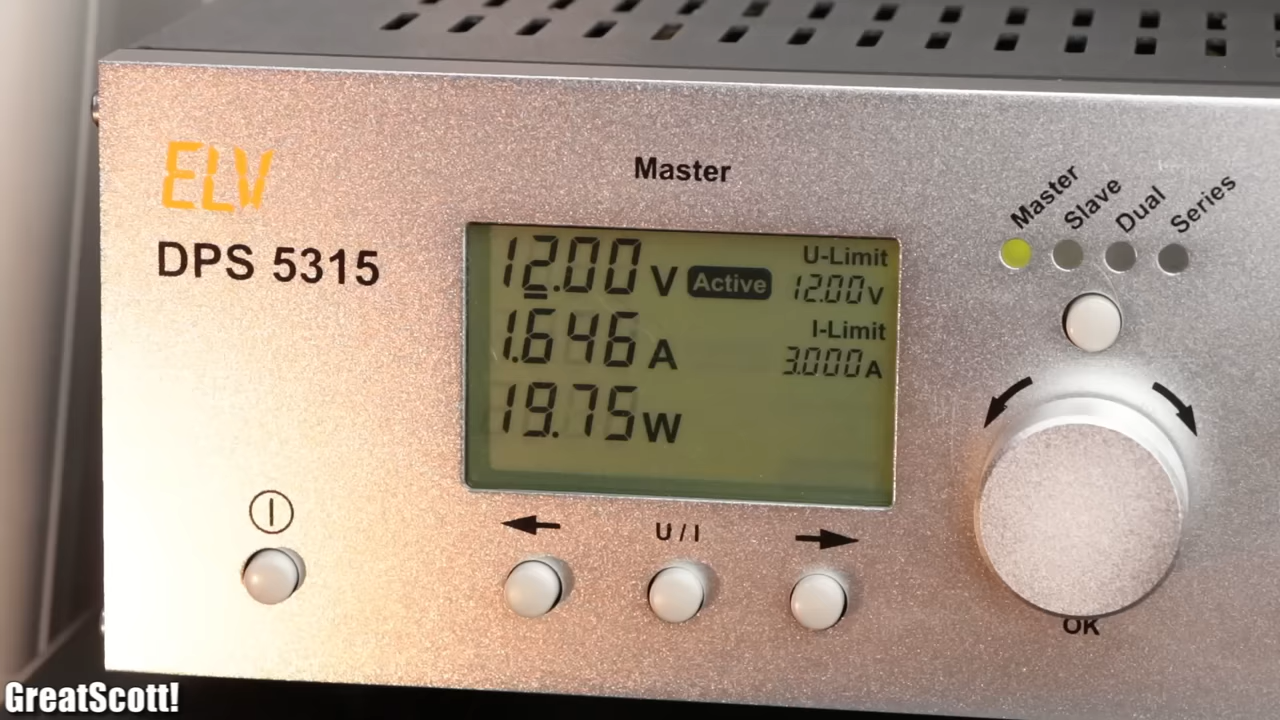 ELV
DPS 5315
Master
12.00 V Active
1.646 A
19.75 W
U-Limit
12.00 V
I-Limit
3.000 A
Master
Slave
Dual
Series
U / I
OK
GreatScott!